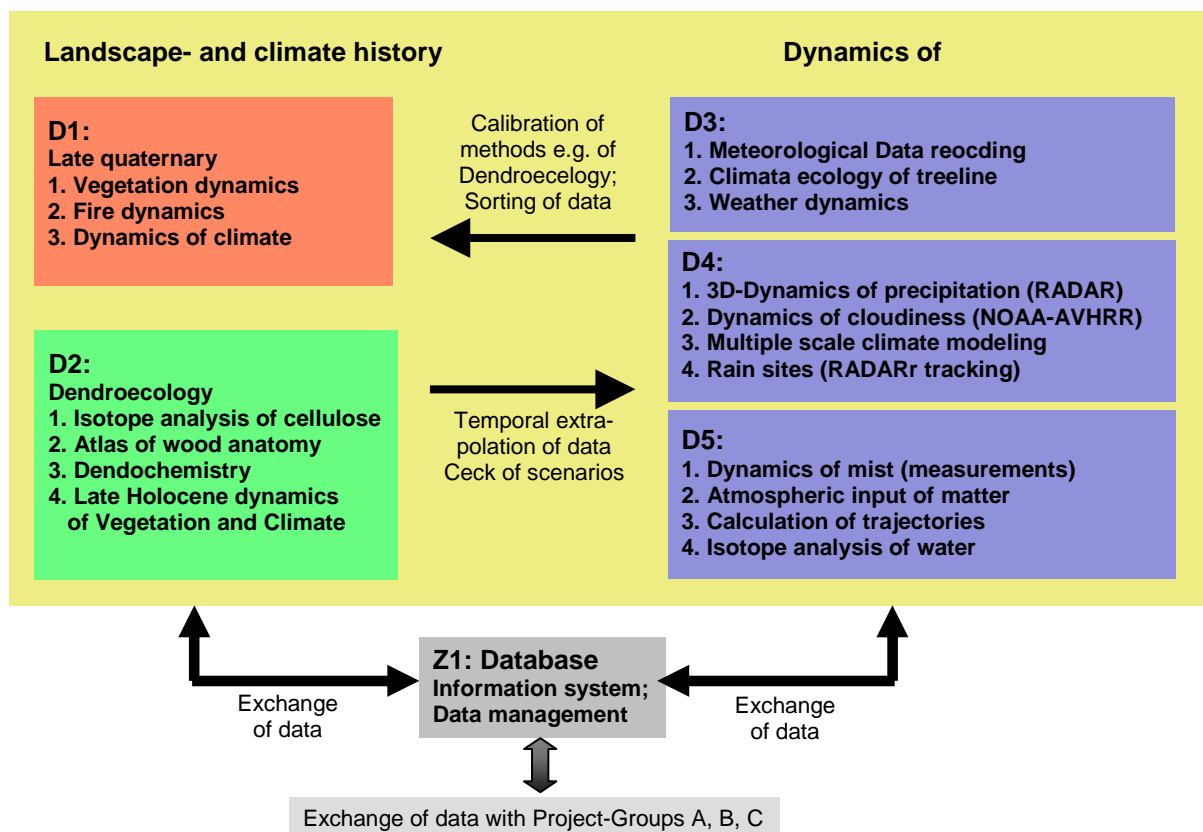 Landscape- and climate history
Dynamics of
D1:
Late quaternary
1. Vegetation dynamics
2. Fire dynamics
3. Dynamics of climate
Calibration of
methods e.g. of
Dendroecelogy;
Sorting of data
D3:
1. Meteorological Data reocding
2. Climata ecology of treeline
3. Weather dynamics
D4:
1. 3D-Dynamics of precipitation (RADAR)
2. Dynamics of cloudiness (NOAA-AVHRR)
3. Multiple scale climate modeling
4. Rain sites (RADARr tracking)
D2:
Dendroecology
1. Isotope analysis of cellulose
2. Atlas of wood anatomy
3. Dendochemistry
4. Late Holocene dynamics
of Vegetation and Climate
Temporal extra-
polation of data
Ceck of scenarios
D5:
1. Dynamics of mist (measurements)
2. Atmospheric input of matter
3. Calculation of trajectories
4. Isotope analysis of water
Exchange
of data
Z1: Database
Information system;
Data management
Exchange
of data
Exchange of data with Project-Groups A, B, C